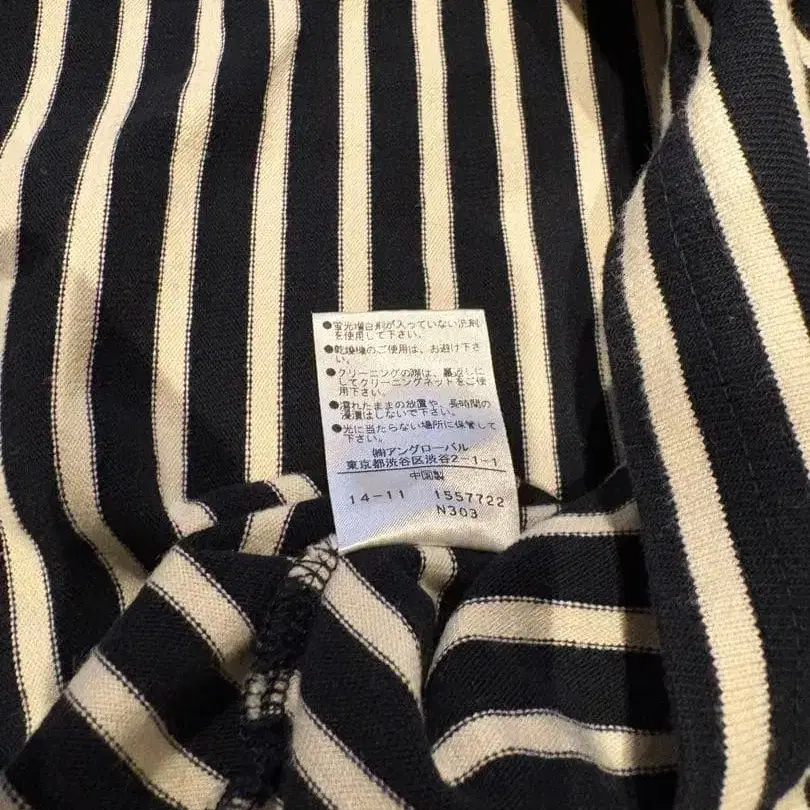 ●蛍光増白剤が入っていない洗剤
を使用して下さい。
●乾燥機のご使用は、お避け下さ
い。
●クリーニングの際は、裏返しに
してクリーニングネットをご使
用下さい。
●濡れたままの放置や、長時間の
浸漬はしないで下さい。
●光に当たらない場所に保管して
下さい。
㈱アングローバル
東京都渋谷区渋谷2-1-1
中国製
14-11 1557722
N303